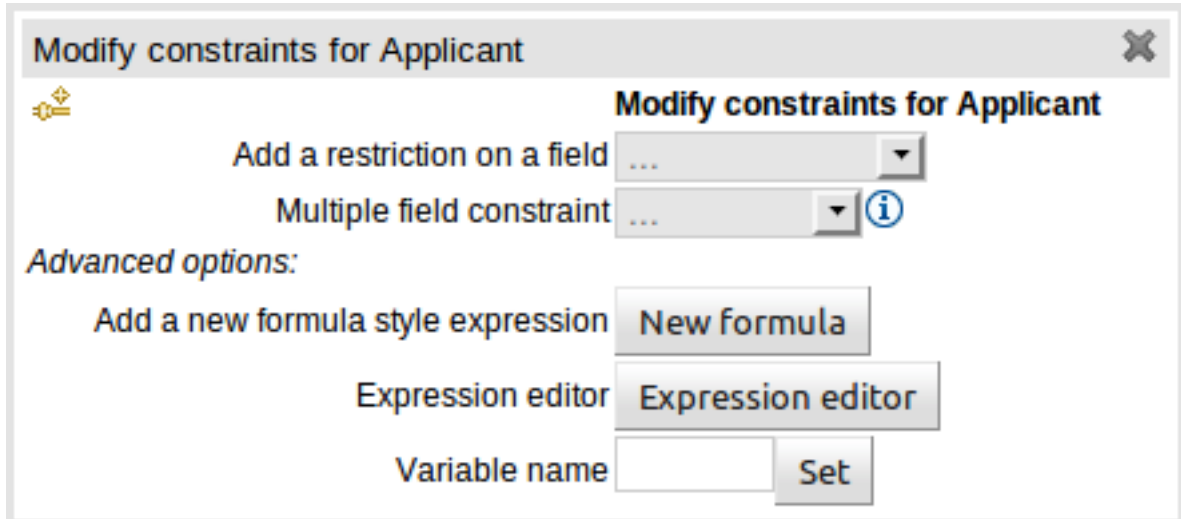 Modify constraints for Applicant
Modify constraints for Applicant
Add a restriction on a field ...
Multiple field constraint ...
Advanced options:
Add a new formula style expression New formula
Expression editor Expression editor
Variable name Set